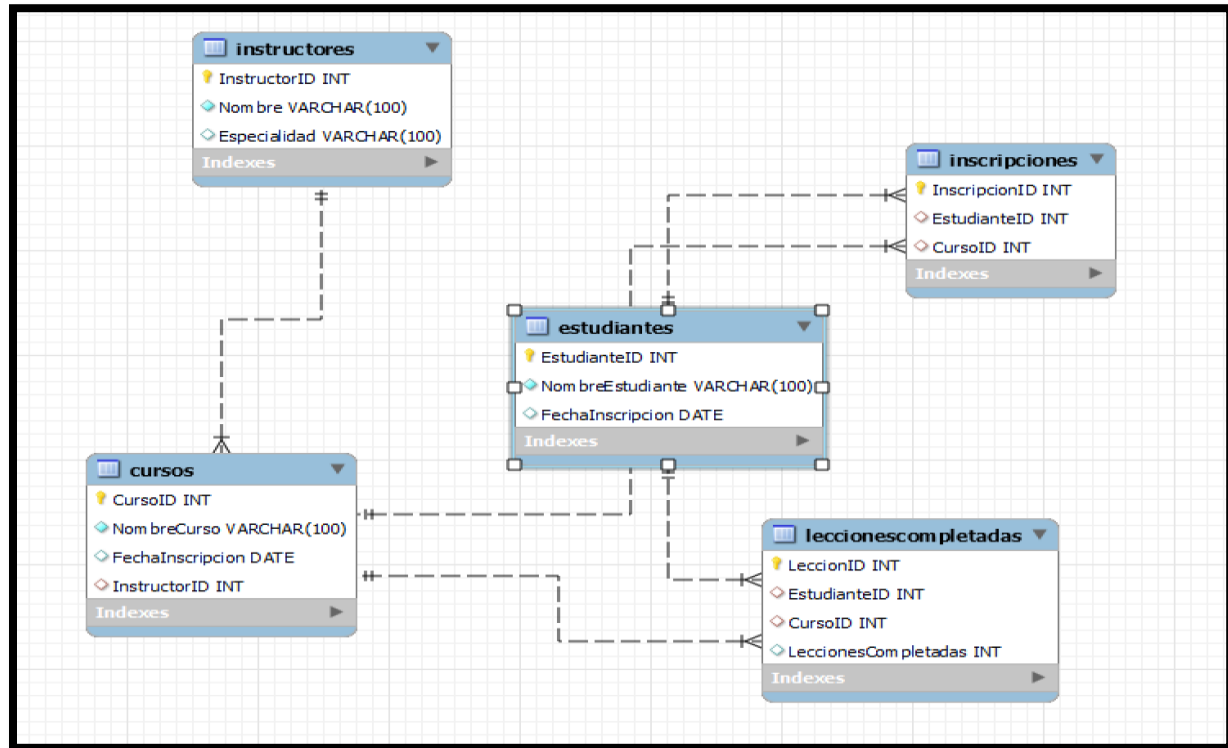 instructores
InstructorID INT
Nombre VARCHAR(100)
Especialidad VARCHAR(100)
Indexes
inscripciones
InscripcionID INT
EstudianteID INT
CursoID INT
Indexes
estudiantes
EstudianteID INT
NombreEstudiante VARCHAR(100)
FechaInscripcion DATE
Indexes
cursos
CursoID INT
NombreCurso VARCHAR(100)
FechaInscripcion DATE
InstructorID INT
Indexes
leccionescompletadas
LeccionID INT
EstudianteID INT
CursoID INT
LeccionesCompletadas INT
Indexes